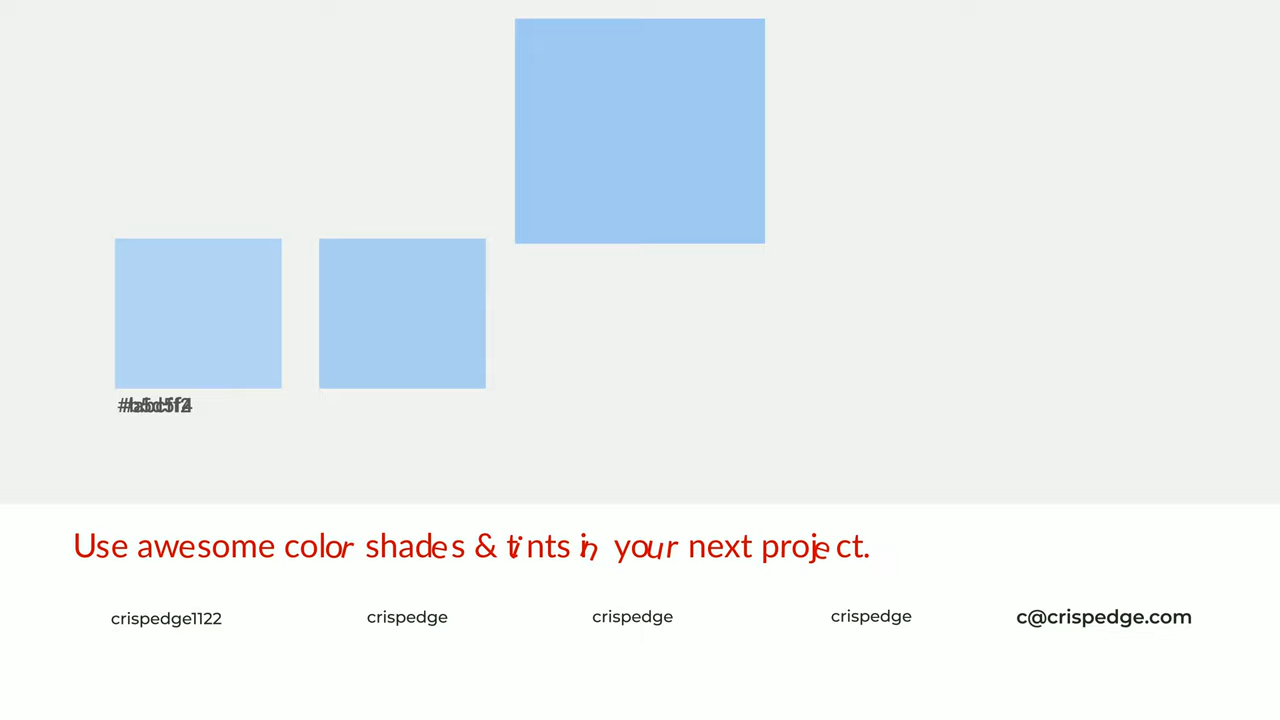 Use awesome color shades & tints in your next project.
crispedge1122 crispedge crispedge crispedge c@crispedge.com